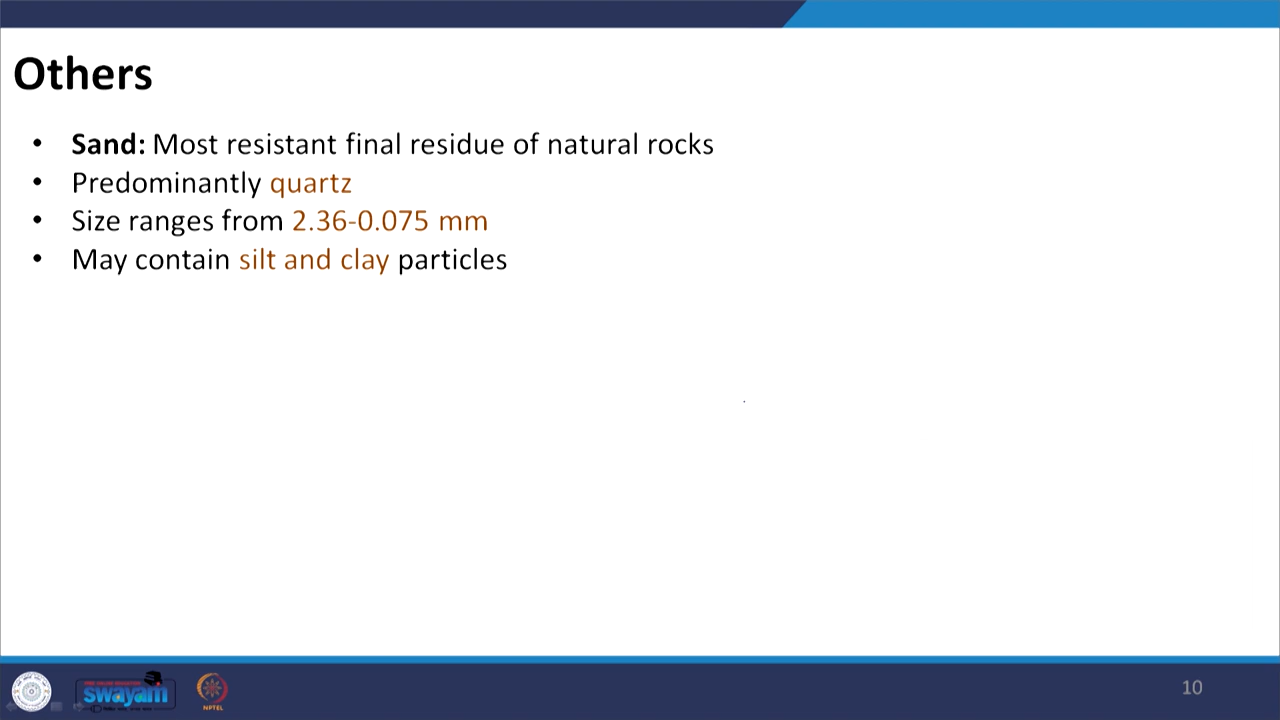 Others
• Sand: Most resistant final residue of natural rocks
• Predominantly quartz
• Size ranges from 2.36-0.075 mm
• May contain silt and clay particles
swayam
NPTEL
10